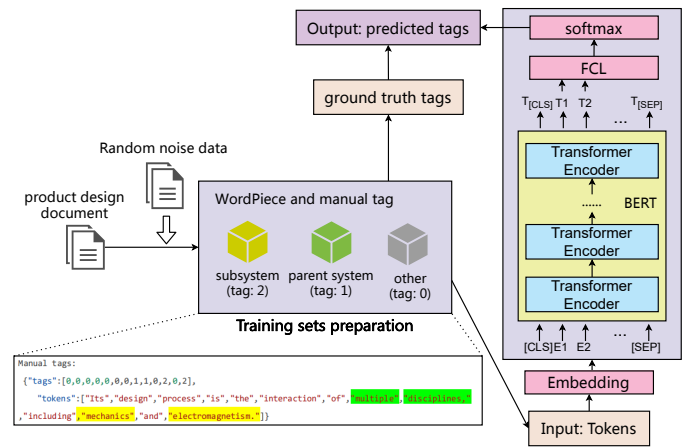 Output: predicted tags
softmax
FCL
ground truth tags
T[CLS] T1 T2 ... T[SEP]
Random noise data
product design
document
WordPiece and manual tag
subsystem
(tag: 2)
parent system
(tag: 1)
other
(tag: 0)
Training sets preparation
Transformer
Encoder
......
BERT
Transformer
Encoder
Transformer
Encoder
[CLS]E1 E2 ... [SEP]
Embedding
Input: Tokens
Manual tags:
{"tags":[0,0,0,0,0,0,0,1,1,0,2,0,2],
"tokens":["Its","design","process","is","the","interaction","of","multiple","disciplines,"
,"including","mechanics","and","electromagnetism."]}